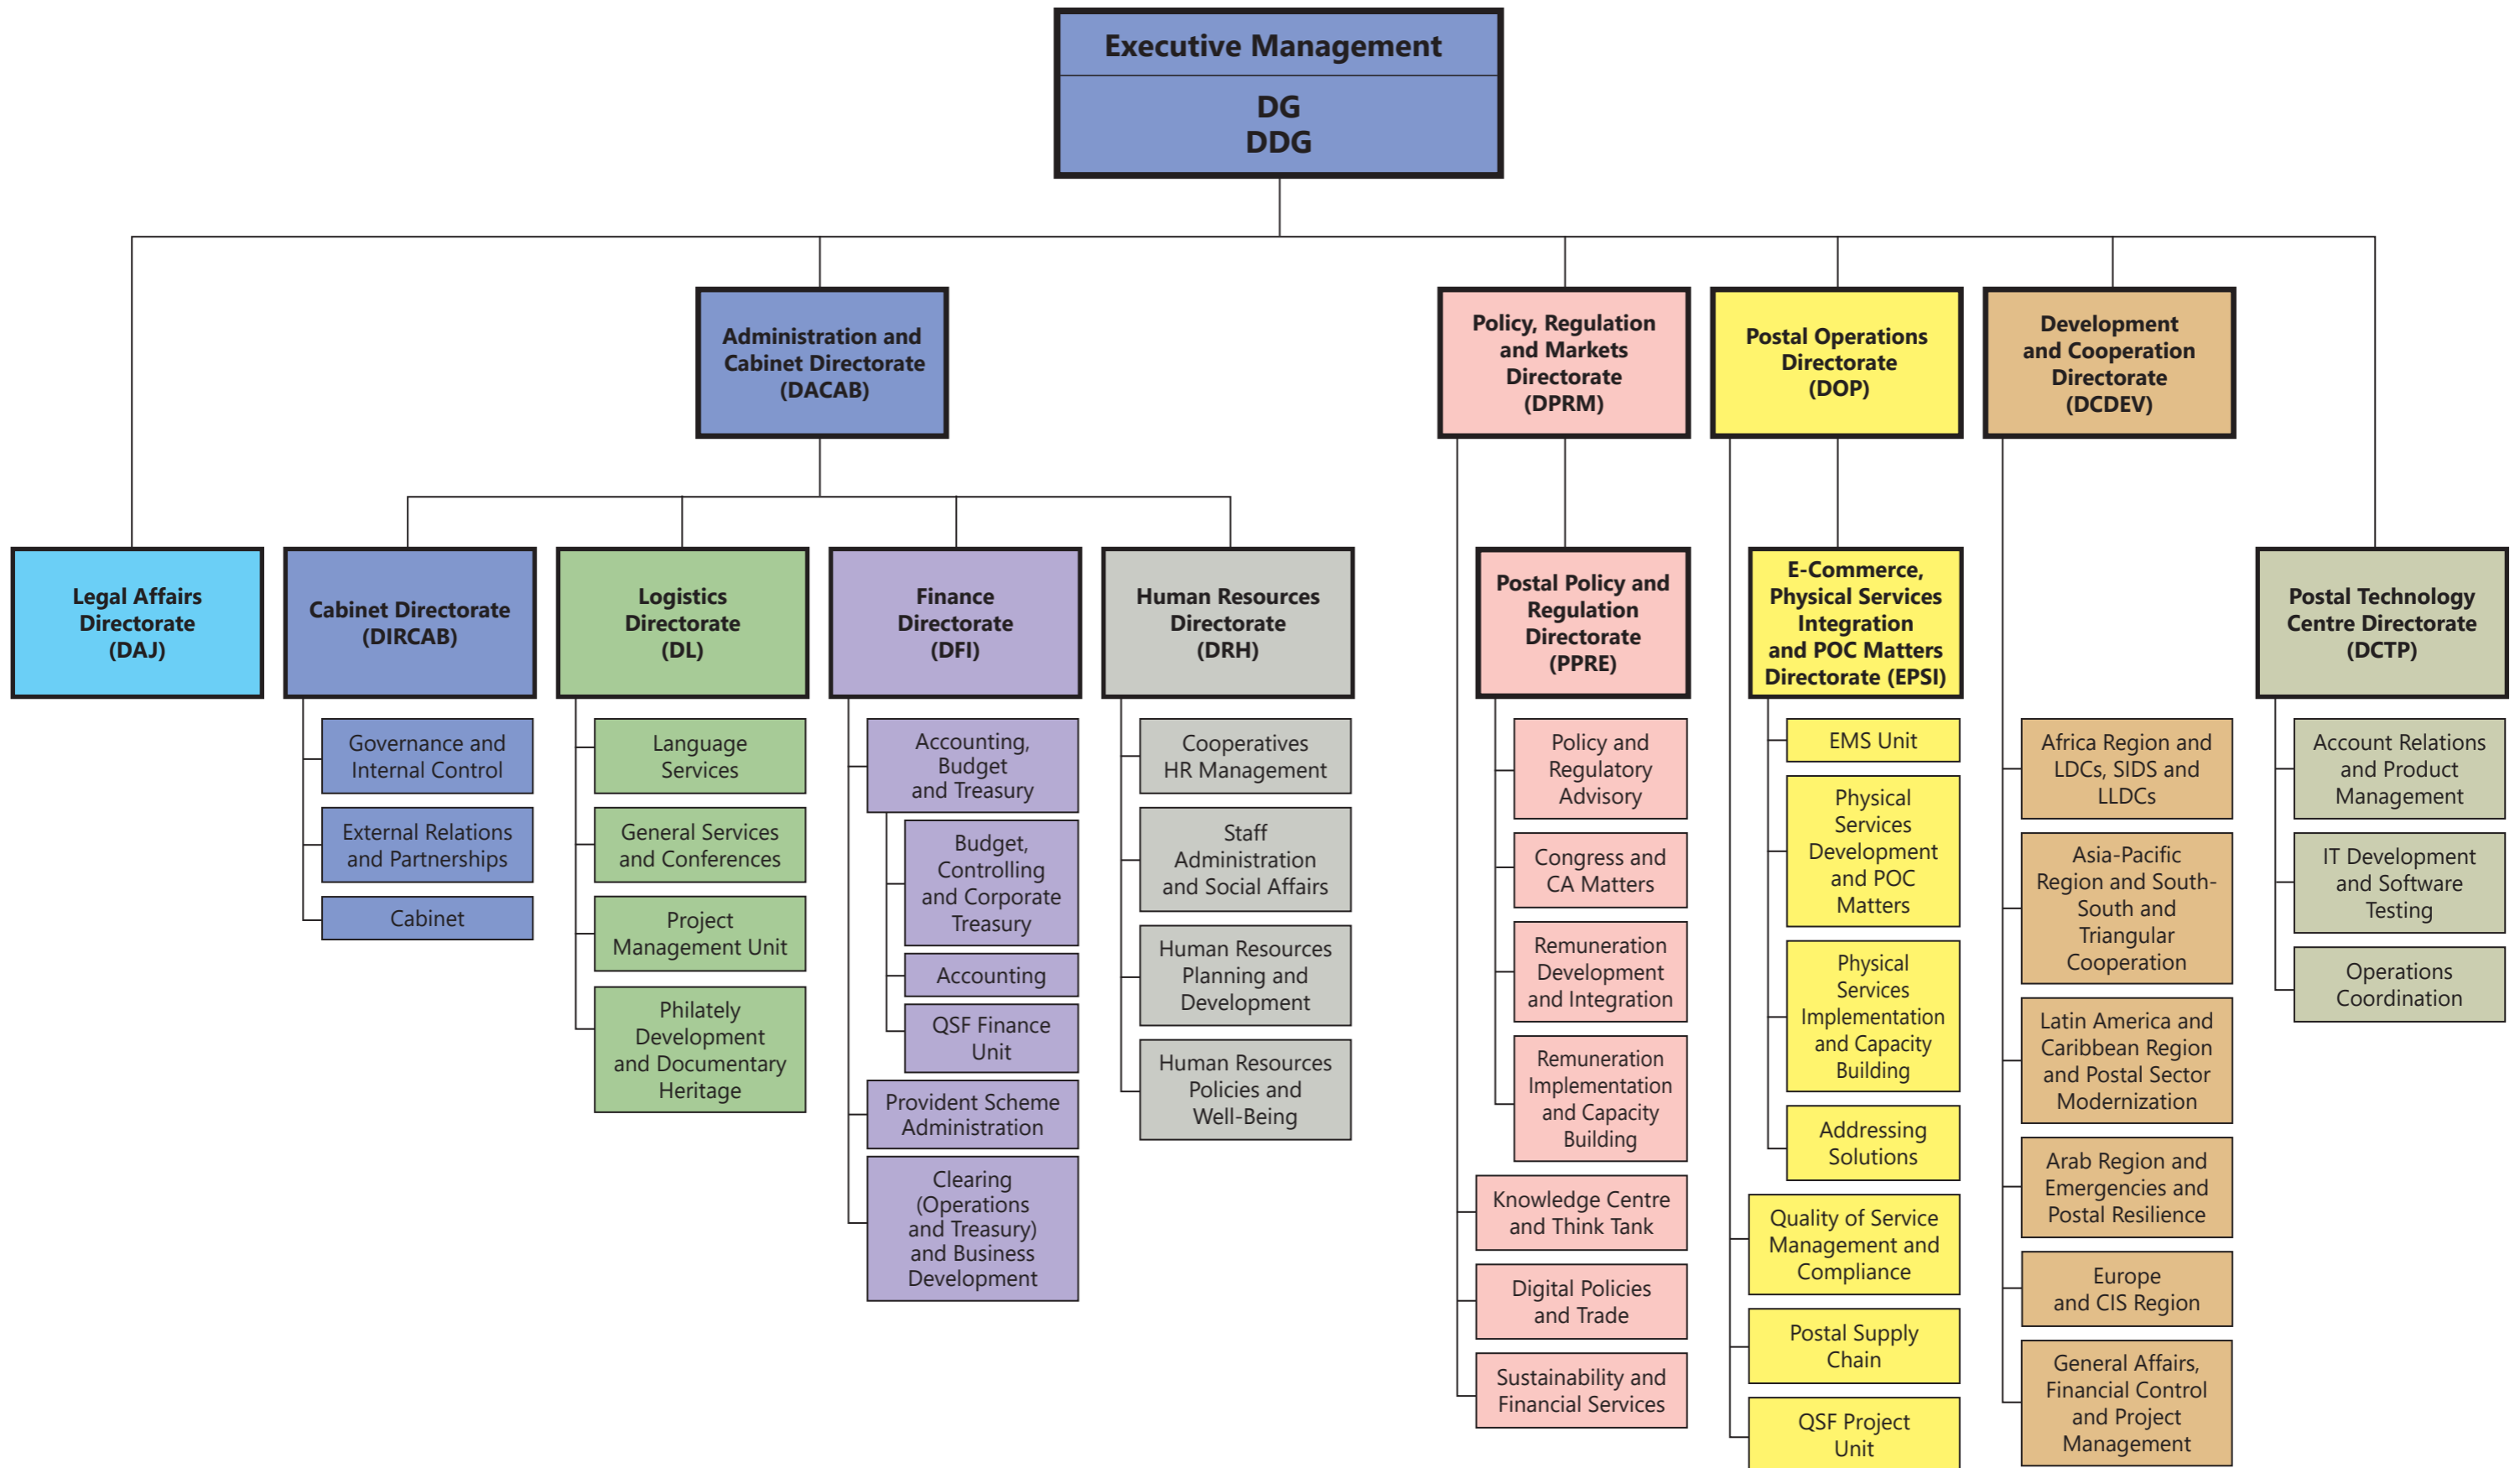 Executive Management
DG
DDG
Administration and
Cabinet Directorate
(DACAB)
Policy, Regulation
and Markets
Directorate
(DPRM)
Postal Operations
Directorate
(DOP)
Development
and Cooperation
Directorate
(DCDEV)
Legal Affairs
Directorate
(DAJ)
Cabinet Directorate
(DIRCAB)
Logistics
Directorate
(DL)
Finance
Directorate
(DFI)
Human Resources
Directorate
(DRH)
Postal Policy and
Regulation
Directorate
(PPRE)
E-Commerce,
Physical Services
Integration
and POC Matters
Directorate (EPSI)
Postal Technology
Centre Directorate
(DCTP)
Governance and
Internal Control
External Relations
and Partnerships
Cabinet
Language
Services
General Services
and Conferences
Project
Management Unit
Philately
Development
and Documentary
Heritage
Accounting,
Budget
and Treasury
Budget,
Controlling
and Corporate
Treasury
Accounting
QSF Finance
Unit
Provident Scheme
Administration
Clearing
(Operations
and Treasury)
and Business
Development
Cooperatives
HR Management
Staff
Administration
and Social Affairs
Human Resources
Planning and
Development
Human Resources
Policies and
Well-Being
Policy and
Regulatory
Advisory
Congress and
CA Matters
Remuneration
Development
and Integration
Remuneration
Implementation
and Capacity
Building
Knowledge Centre
and Think Tank
Digital Policies
and Trade
Sustainability and
Financial Services
EMS Unit
Physical
Services
Development
and POC
Matters
Physical
Services
Implementation
and Capacity
Building
Addressing
Solutions
Quality of Service
Management and
Compliance
Postal Supply
Chain
QSF Project
Unit
Africa Region and
LDCs, SIDS and
LLDCs
Asia-Pacific
Region and South-
South and
Triangular
Cooperation
Latin America and
Caribbean Region
and Postal Sector
Modernization
Arab Region and
Emergencies and
Postal Resilience
Europe
and CIS Region
General Affairs,
Financial Control
and Project
Management
Account Relations
and Product
Management
IT Development
and Software
Testing
Operations
Coordination